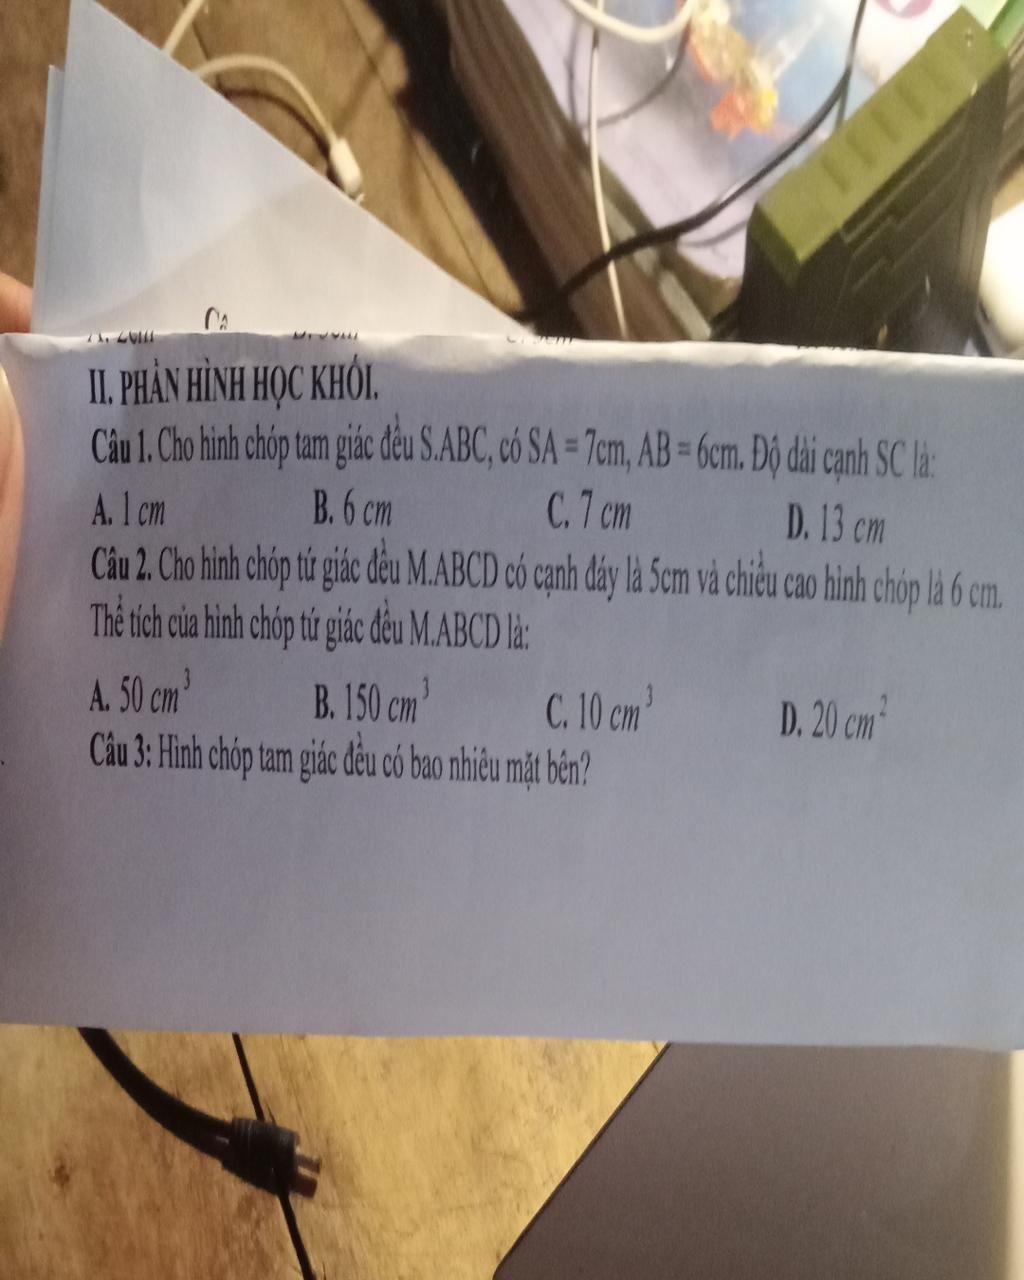 II. PHẦN HÌNH HỌC KHỐI.
Câu 1. Cho hình chóp tam giác đều S.ABC, có SA = 7cm, AB = 6cm. Độ dài cạnh SC là:
A. 1 cm B. 6 cm C. 7 cm D. 13 cm
Câu 2. Cho hình chóp tứ giác đều M.ABCD có cạnh đáy là 5cm và chiều cao hình chóp là 6 cm.
Thể tích của hình chóp tứ giác đều M.ABCD là:
A. 50 cm³ B. 150 cm³ C. 10 cm³ D. 20 cm²
Câu 3: Hình chóp tam giác đều có bao nhiêu mặt bên?